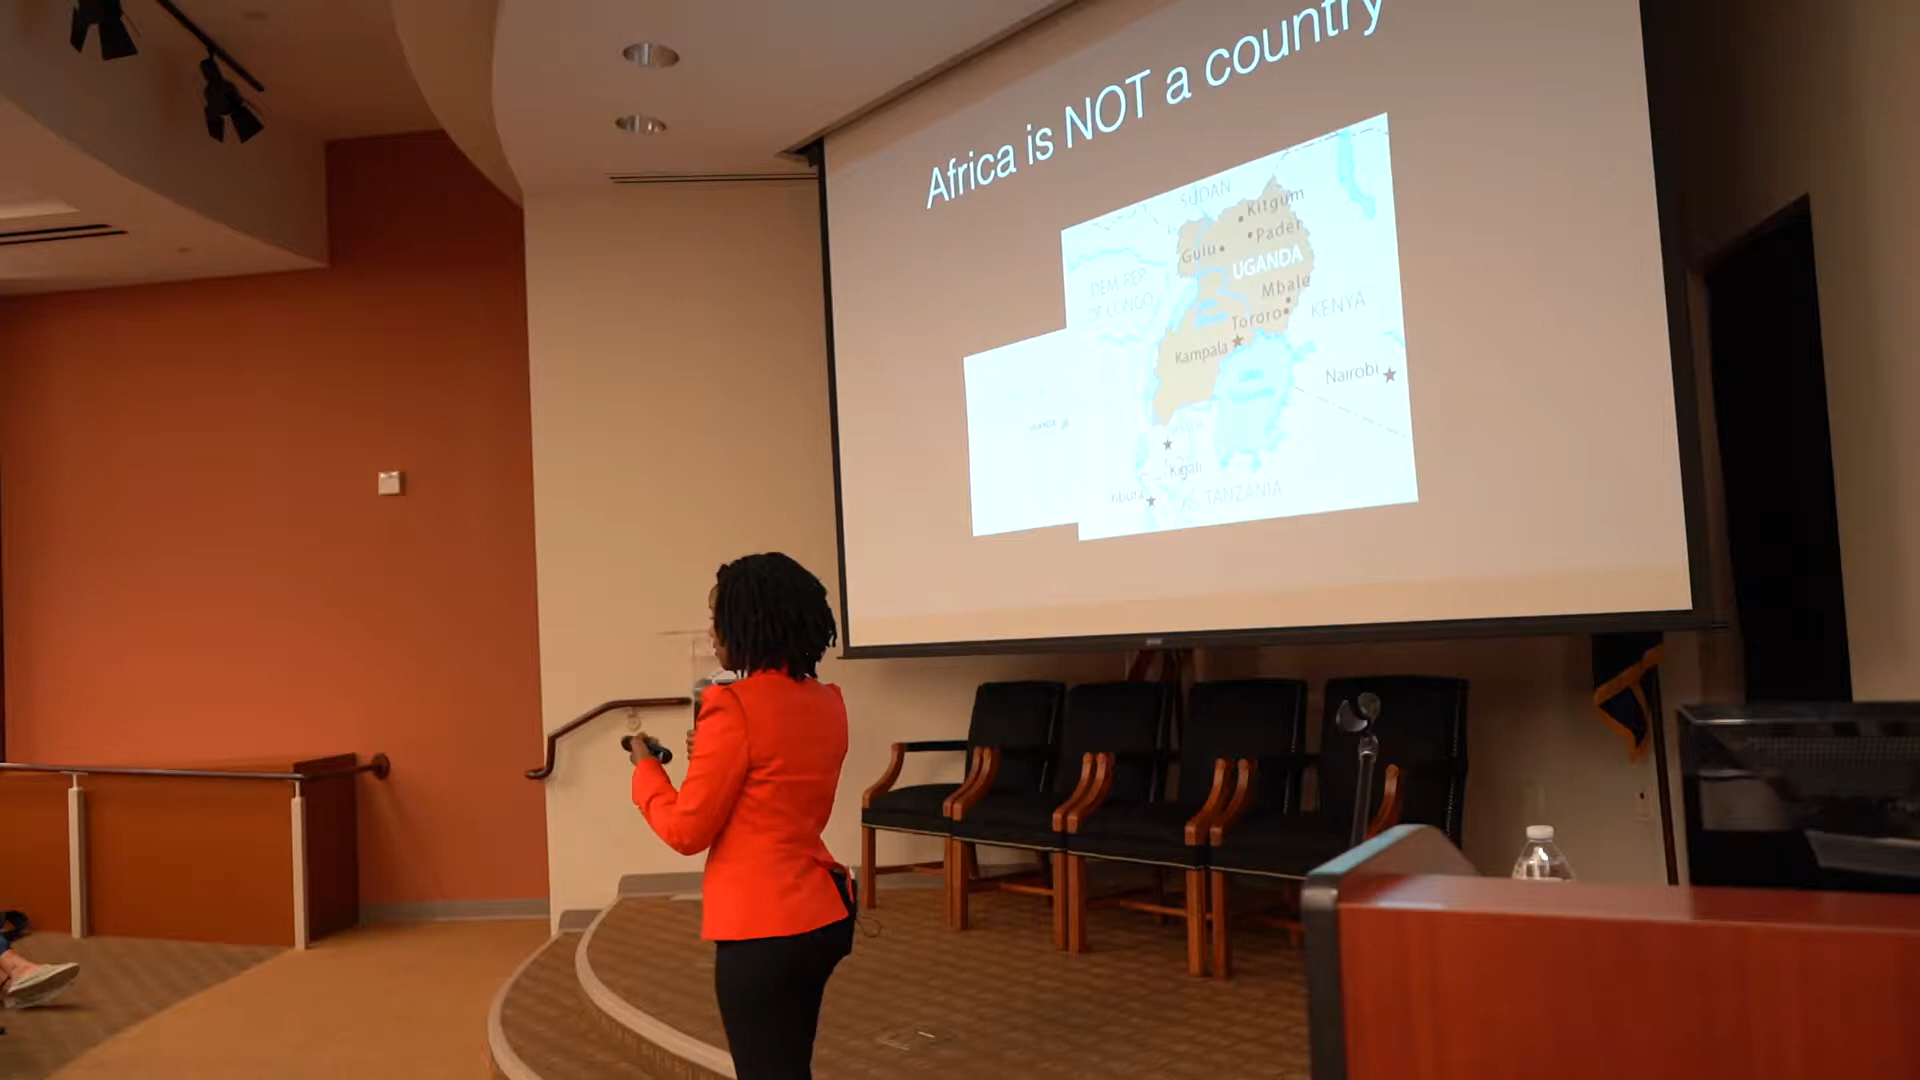 Africa is NOT a country
SUDAN
Kitgum
Pader
Gulu
UGANDA
DEM. REP.
OF CONGO
Mbale
KENYA
Tororo
Kampala
Nairobi
Kigali
TANZANIA